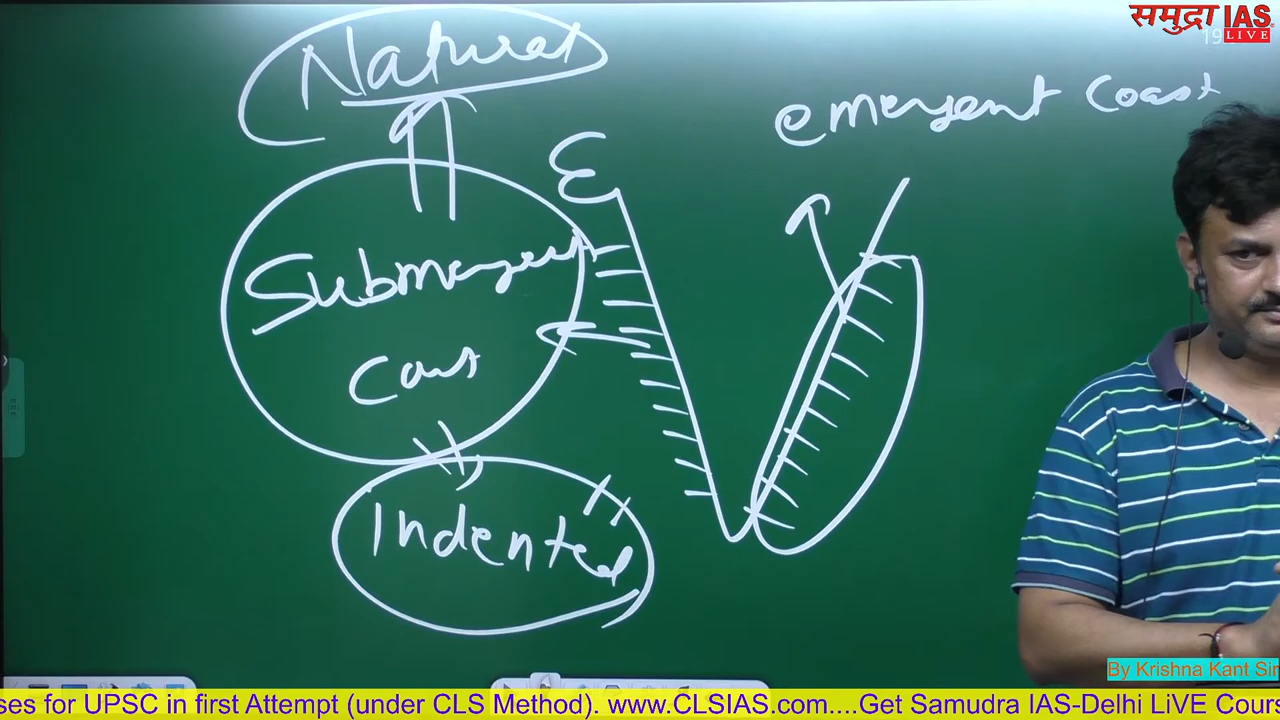 समुद्रा IAS
LIVE
Natural
emergent Coast
Submergent
Coast
Indented
By Krishna Kant Sin
ses for UPSC in first Attempt (under CLS Method). www.CLSIAS.com....Get Samudra IAS-Delhi LiVE Cours